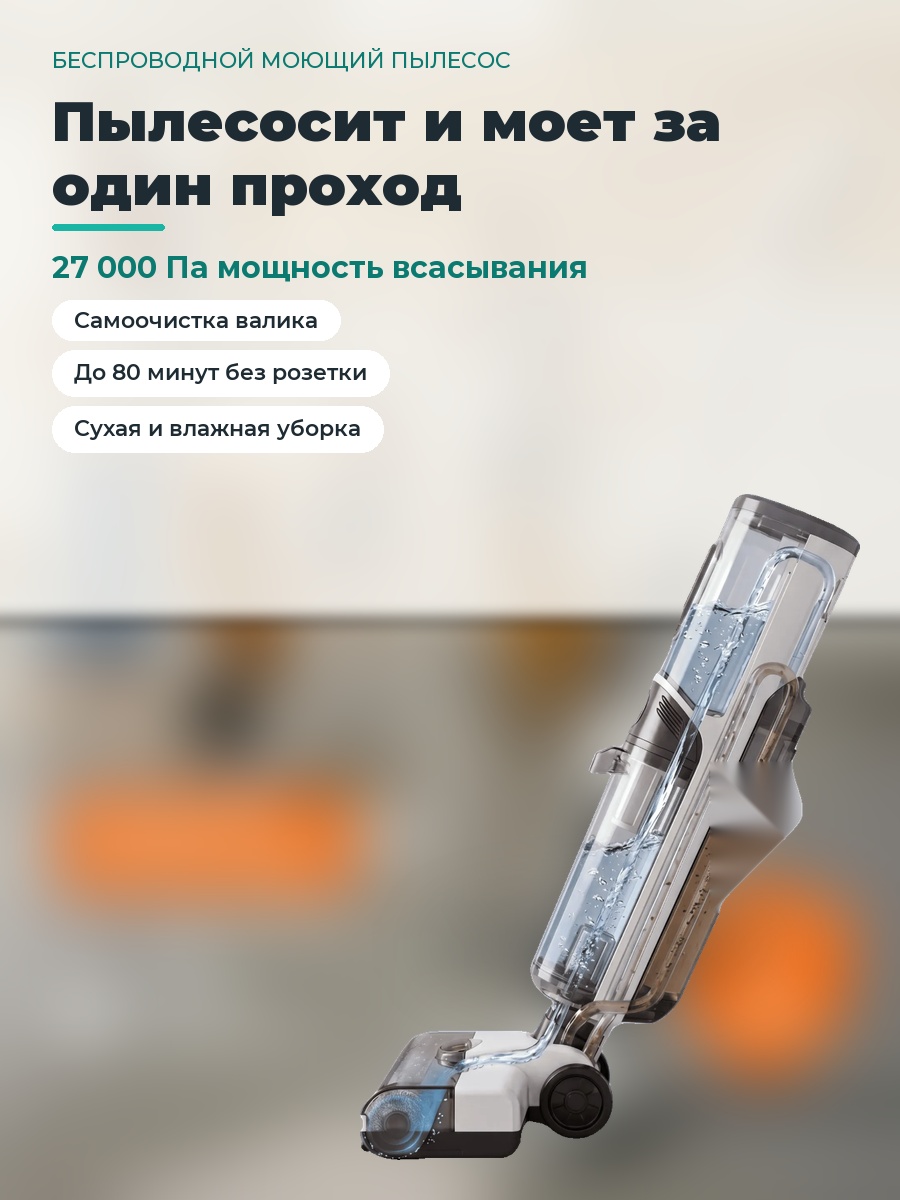 БЕСПРОВОДНОЙ МОЮЩИЙ ПЫЛЕСОС
Пылесосит и моет за
один проход
27 000 Па мощность всасывания
Самоочистка валика
До 80 минут без розетки
Сухая и влажная уборка